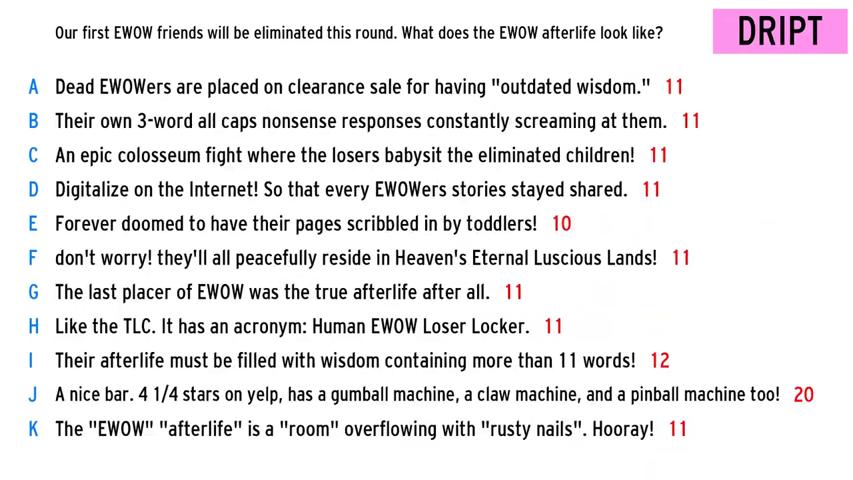 Our first EWOW friends will be eliminated this round. What does the EWOW afterlife look like?
DRIPT
A Dead EWOWers are placed on clearance sale for having "outdated wisdom." 11
B Their own 3-word all caps nonsense responses constantly screaming at them. 11
C An epic colosseum fight where the losers babysit the eliminated children! 11
D Digitalize on the Internet! So that every EWOWers stories stayed shared. 11
E Forever doomed to have their pages scribbled in by toddlers! 10
F don't worry! they'll all peacefully reside in Heaven's Eternal Luscious Lands! 11
G The last placer of EWOW was the true afterlife after all. 11
H Like the TLC. It has an acronym: Human EWOW Loser Locker. 11
I Their afterlife must be filled with wisdom containing more than 11 words! 12
J A nice bar. 4 1/4 stars on yelp, has a gumball machine, a claw machine, and a pinball machine too! 20
K The "EWOW" "afterlife" is a "room" overflowing with "rusty nails". Hooray! 11